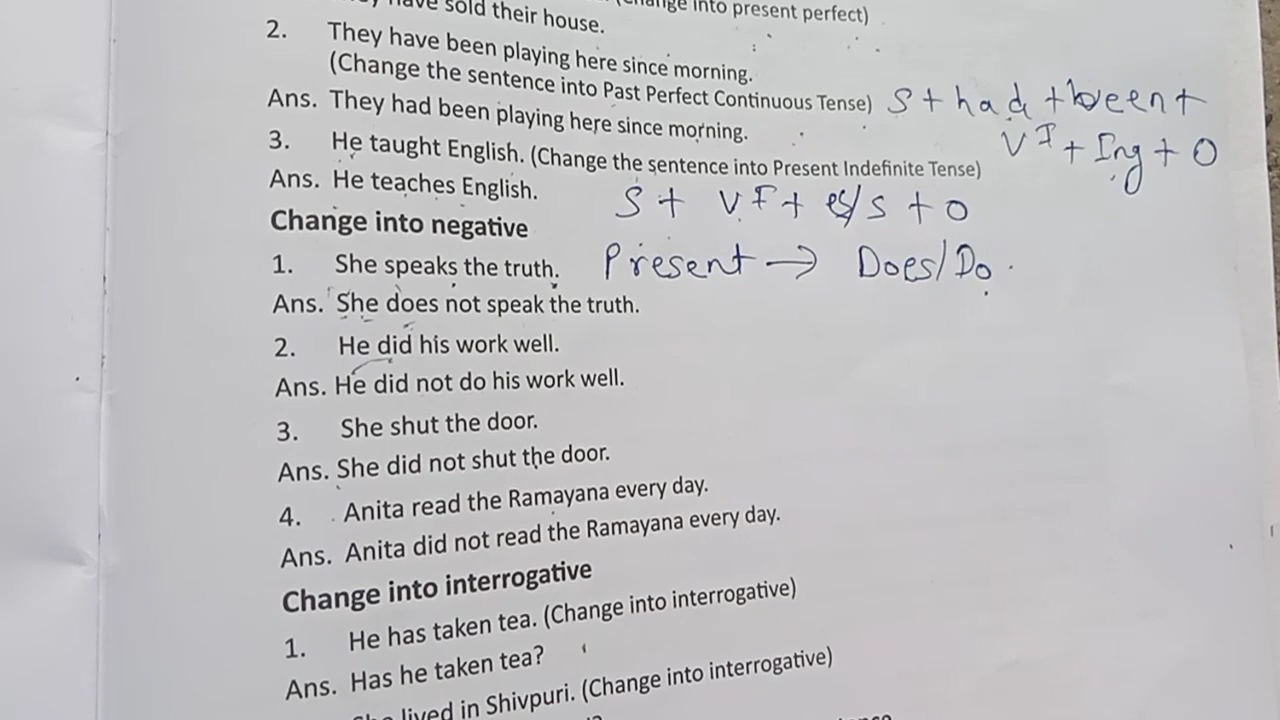 have sold their house. (Change into present perfect)
2. They have been playing here since morning.
(Change the sentence into Past Perfect Continuous Tense) S + had + been +
Ans. They had been playing here since morning. V I + Ing + O
3. He taught English. (Change the sentence into Present Indefinite Tense)
Ans. He teaches English. S + V I + es/s + o
Change into negative
1. She speaks the truth. Present → Does/Do.
Ans. She does not speak the truth.
2. He did his work well.
Ans. He did not do his work well.
3. She shut the door.
Ans. She did not shut the door.
4. Anita read the Ramayana every day.
Ans. Anita did not read the Ramayana every day.
Change into interrogative
1. He has taken tea. (Change into interrogative)
Ans. Has he taken tea?
She lived in Shivpuri. (Change into interrogative)